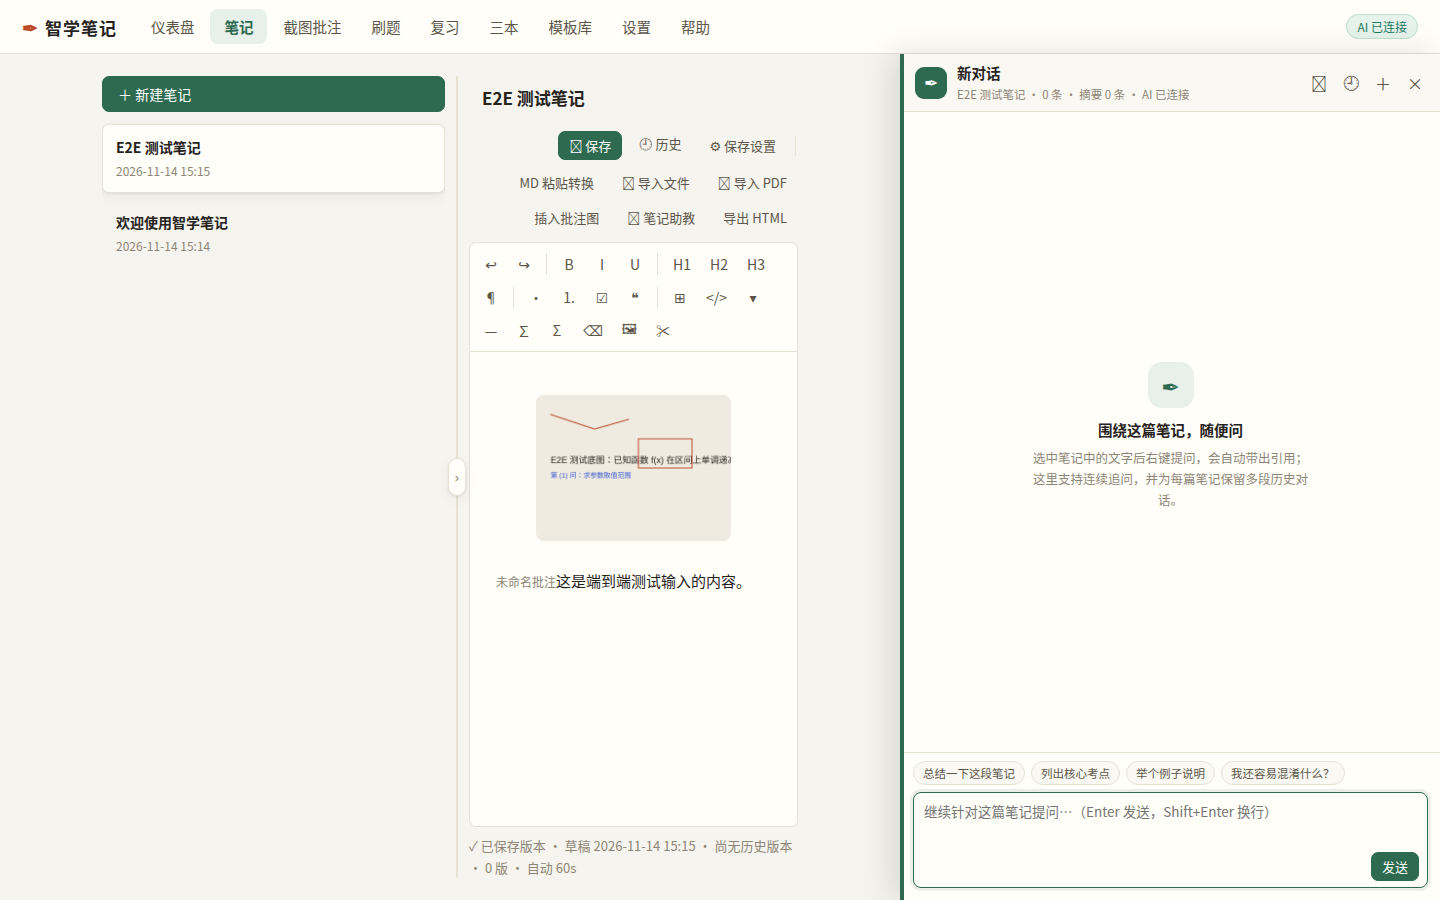 智学笔记
仪表盘
笔记
截图批注
刷题
复习
三本
模板库
设置
帮助
AI 已连接
＋ 新建笔记
E2E 测试笔记
2026-11-14 15:15
欢迎使用智学笔记
2026-11-14 15:14
›
E2E 测试笔记
保存
🕘 历史
⚙ 保存设置
MD 粘贴转换
导入文件
导入 PDF
插入批注图
笔记助教
导出 HTML
↩ ↪ B I U H1 H2 H3
¶ • 1. ☑ ❝ ⊞ </> ▾
— ∑ Σ ⌫ 🖼 ✂
E2E 测试底图：已知函数 f(x) 在区间上单调递
第 (1) 问：求参数取值范围
未命名批注这是端到端测试输入的内容。
✓ 已保存版本 · 草稿 2026-11-14 15:15 · 尚无历史版本
· 0 版 · 自动 60s
新对话
E2E 测试笔记 · 0 条 · 摘要 0 条 · AI 已连接
围绕这篇笔记，随便问
选中笔记中的文字后右键提问，会自动带出引用；
这里支持连续追问，并为每篇笔记保留多段历史对
话。
总结一下这段笔记
列出核心考点
举个例子说明
我还容易混淆什么？
继续针对这篇笔记提问…（Enter 发送，Shift+Enter 换行）
发送